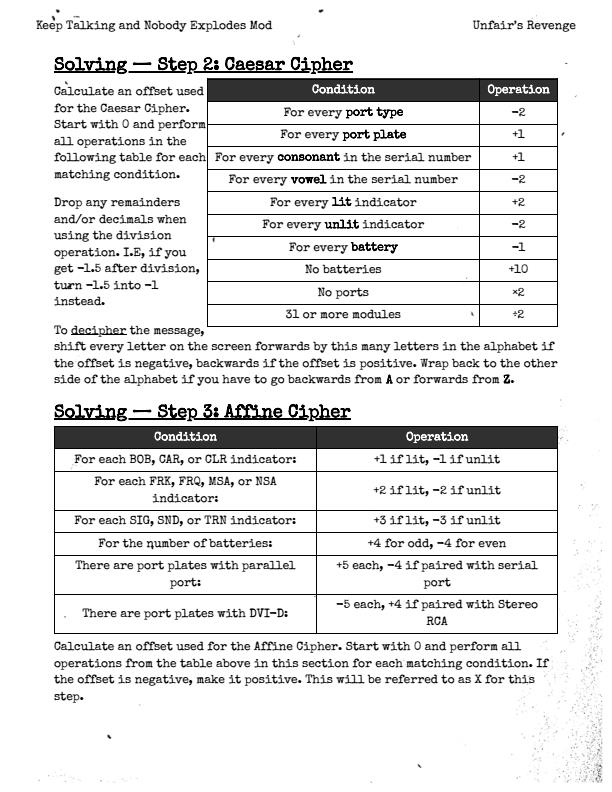 Keep Talking and Nobody Explodes Mod Unfair's Revenge
Solving — Step 2: Caesar Cipher
Calculate an offset used
for the Caesar Cipher.
Start with 0 and perform
all operations in the
following table for each
matching condition.
Drop any remainders
and/or decimals when
using the division
operation. I.E, if you
get -1.5 after division,
turn -1.5 into -1
instead.
Condition Operation
For every port type -2
For every port plate +1
For every consonant in the serial number +1
For every vowel in the serial number -2
For every lit indicator +2
For every unlit indicator -2
For every battery -1
No batteries +10
No ports ×2
31 or more modules ÷2
To decipher the message,
shift every letter on the screen forwards by this many letters in the alphabet if
the offset is negative, backwards if the offset is positive. Wrap back to the other
side of the alphabet if you have to go backwards from A or forwards from Z.
Solving — Step 3: Affine Cipher
Condition Operation
For each BOB, CAR, or CLR indicator: +1 if lit, -1 if unlit
For each FRK, FRQ, MSA, or NSA
indicator: +2 if lit, -2 if unlit
For each SIG, SND, or TRN indicator: +3 if lit, -3 if unlit
For the number of batteries: +4 for odd, -4 for even
There are port plates with parallel
port: +5 each, -4 if paired with serial
port
There are port plates with DVI-D: -5 each, +4 if paired with Stereo
RCA
Calculate an offset used for the Affine Cipher. Start with 0 and perform all
operations from the table above in this section for each matching condition. If
the offset is negative, make it positive. This will be referred to as X for this
step.